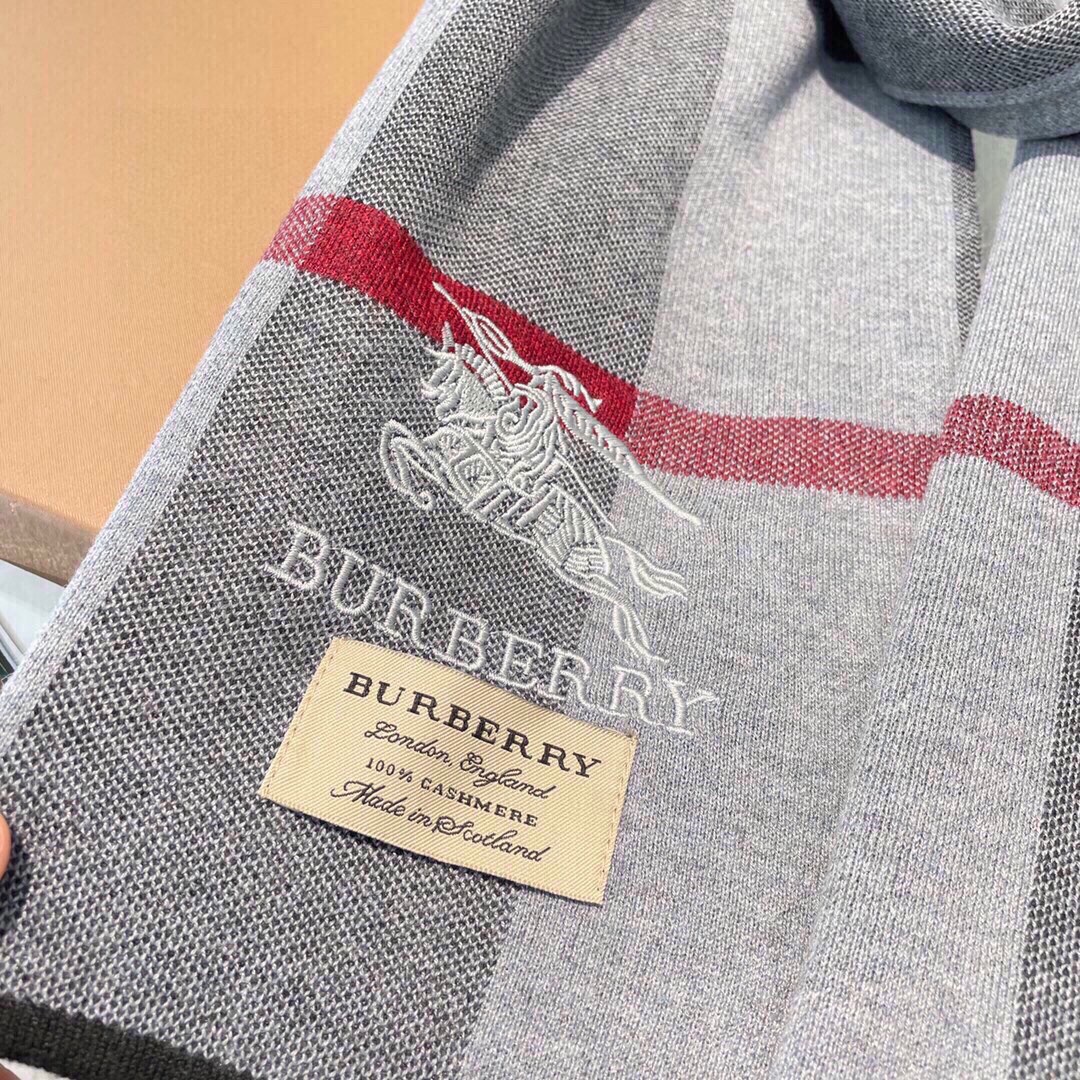 BURBERRY
BURBERRY
London, England
100% CASHMERE
Made in Scotland